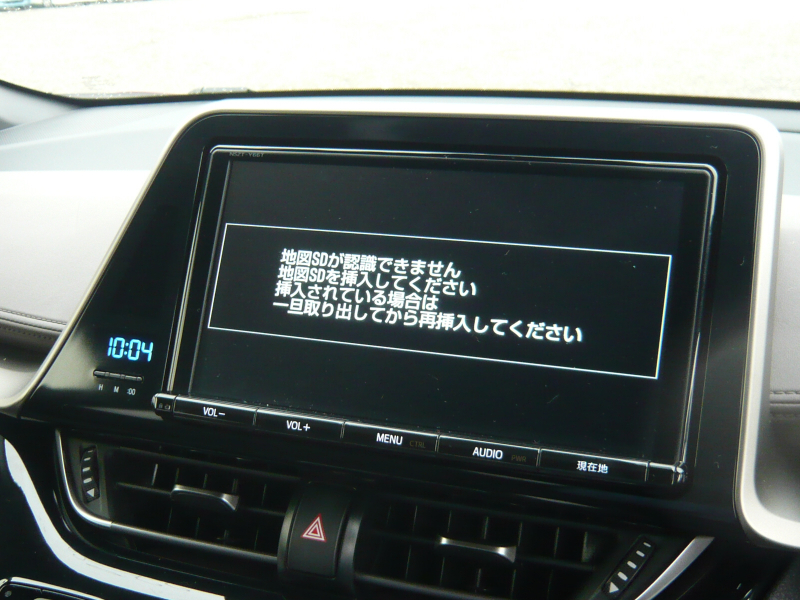 地図SDが認識できません
地図SDを挿入してください
挿入されている場合は
一旦取り出してから再挿入してください
10:04
H M :00
VOL− VOL+ MENU CTRL AUDIO PWR 現在地